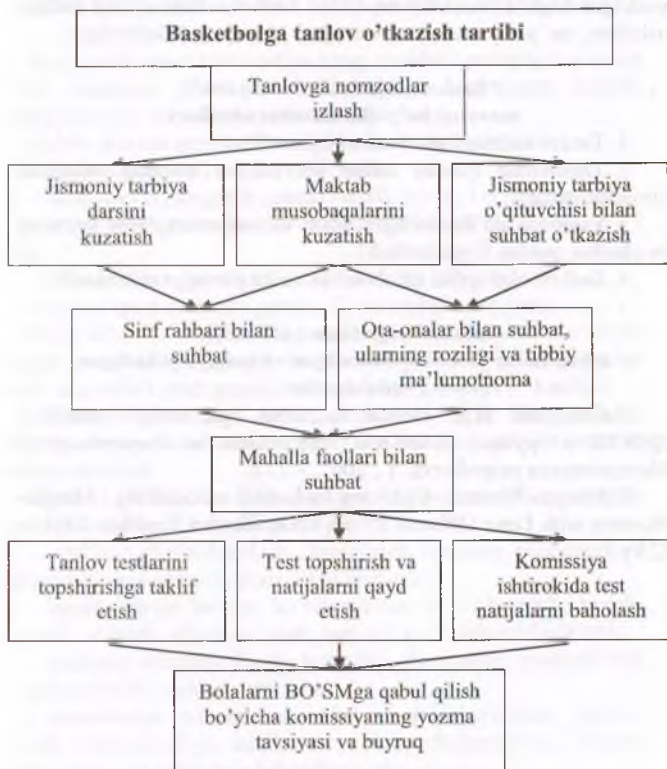 Basketbolga tanlov o’tkazish tartibi
Tanlovga nomzodlar
izlash
Jismoniy tarbiya
darsini
kuzatish
Maktab
musobaqalarini
kuzatish
Jismoniy tarbiya
o’qituvchisi bilan
suhbat o’tkazish
Sinf rahbari bilan
suhbat
Ota-onalar bilan suhbat,
ularning roziligi va tibbiy
ma’lumotnoma
Mahalla faollari bilan
suhbat
Tanlov testlarini
topshirishga taklif
etish
Test topshirish va
natijalarni qayd
etish
Komissiya
ishtirokida test
natijalarni baholash
Bolalarni BO’SMga qabul qilish
bo’yicha komissiyaning yozma
tavsiyasi va buyruq